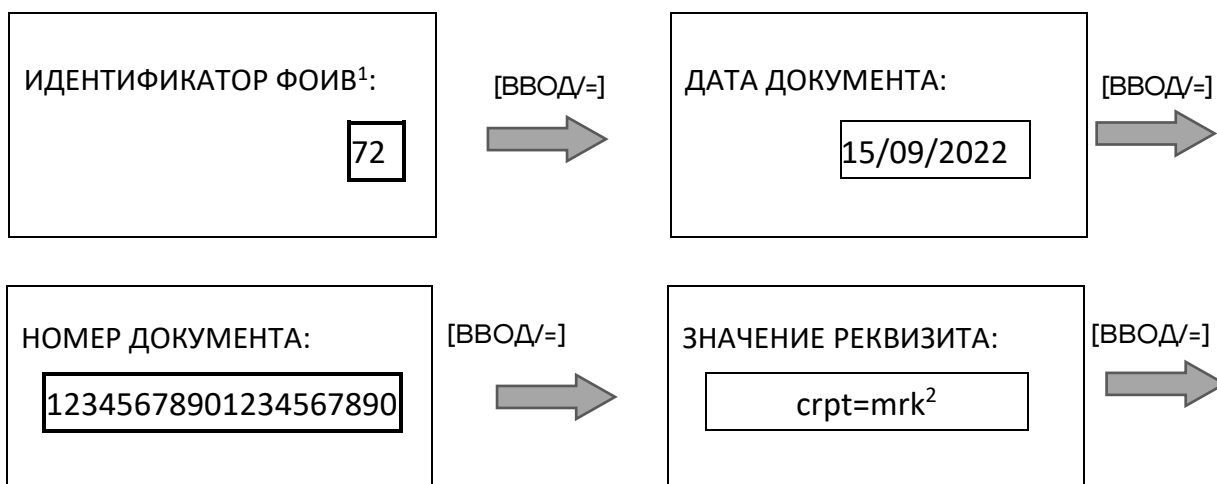 ИДЕНТИФИКАТОР ФОИВ¹:
72
[ВВОД/=]
ДАТА ДОКУМЕНТА:
15/09/2022
[ВВОД/=]
НОМЕР ДОКУМЕНТА:
12345678901234567890
[ВВОД/=]
ЗНАЧЕНИЕ РЕКВИЗИТА:
crpt=mrk²
[ВВОД/=]